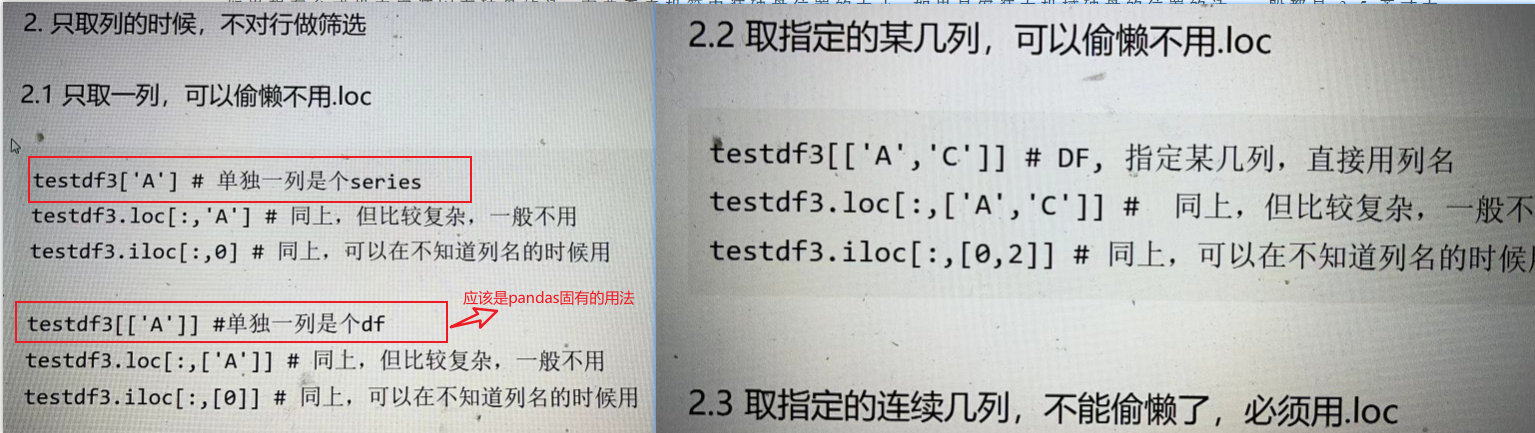 2. 只取列的时候，不对行做筛选
2.1 只取一列，可以偷懒不用.loc
testdf3['A'] # 单独一列是个series
testdf3.loc[:,'A'] # 同上，但比较复杂，一般不用
testdf3.iloc[:,0] # 同上，可以在不知道列名的时候用
应该是pandas固有的用法
testdf3[['A']] #单独一列是个df
testdf3.loc[:,['A']] # 同上，但比较复杂，一般不用
testdf3.iloc[:,[0]] # 同上，可以在不知道列名的时候用
2.2 取指定的某几列，可以偷懒不用.loc
testdf3[['A','C']] # DF, 指定某几列，直接用列名
testdf3.loc[:,['A','C']] # 同上，但比较复杂，一般不
testdf3.iloc[:,[0,2]] # 同上，可以在不知道列名的时候
2.3 取指定的连续几列，不能偷懒了，必须用.loc